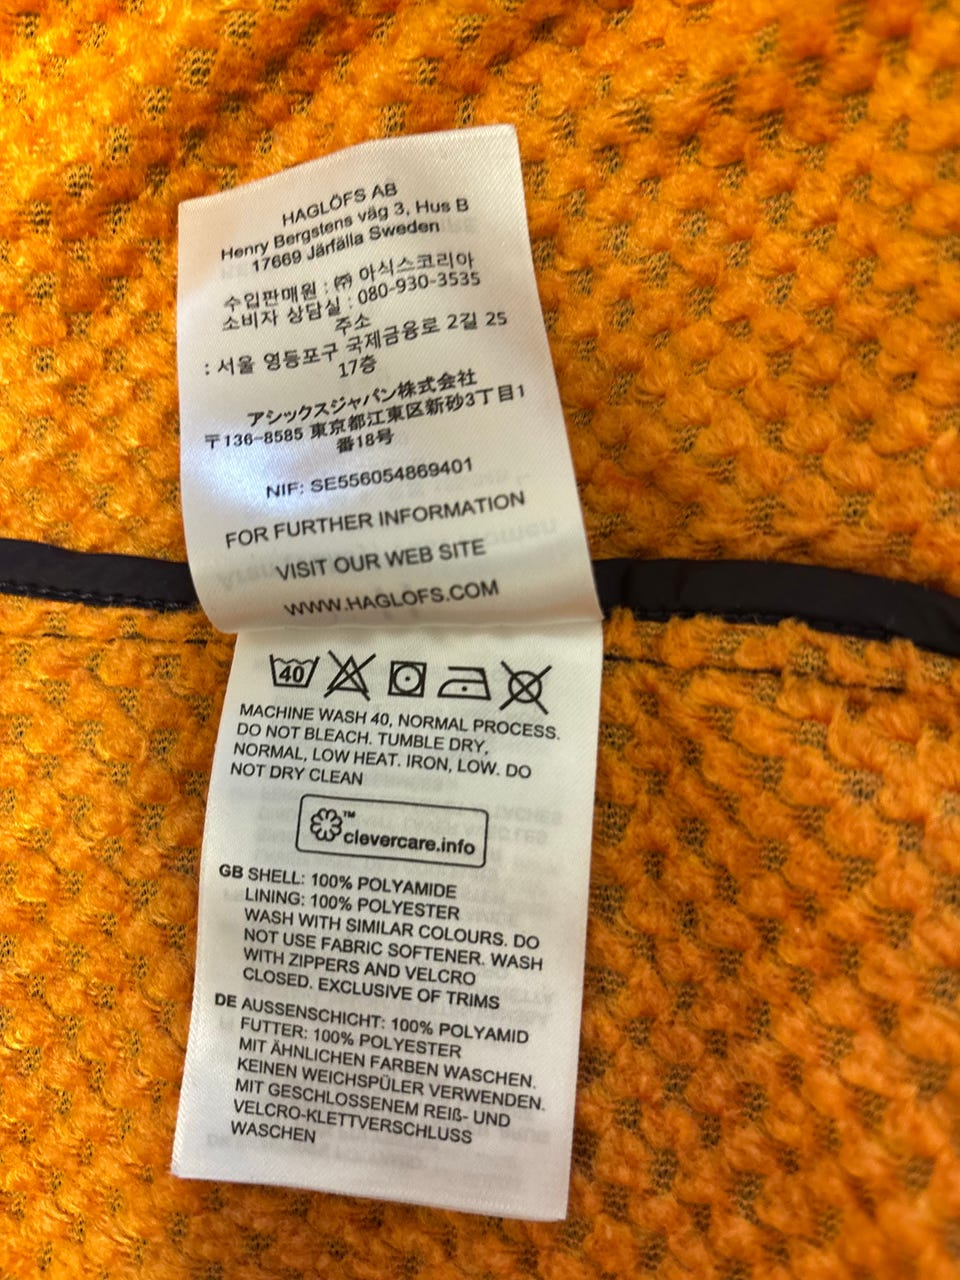 HAGLÖFS AB
Henry Bergstens väg 3, Hus B
17669 Järfälla Sweden
수입판매원 : ㈜ 아식스코리아
소비자 상담실 : 080-930-3535
주소
: 서울 영등포구 국제금융로 2길 25
17층
アシックスジャパン株式会社
〒136-8585 東京都江東区新砂3丁目1
番18号
NIF: SE556054869401
FOR FURTHER INFORMATION
VISIT OUR WEB SITE
WWW.HAGLOFS.COM
40
MACHINE WASH 40, NORMAL PROCESS.
DO NOT BLEACH. TUMBLE DRY,
NORMAL, LOW HEAT. IRON, LOW. DO
NOT DRY CLEAN
™
clevercare.info
GB SHELL: 100% POLYAMIDE
LINING: 100% POLYESTER
WASH WITH SIMILAR COLOURS. DO
NOT USE FABRIC SOFTENER. WASH
WITH ZIPPERS AND VELCRO
CLOSED. EXCLUSIVE OF TRIMS
DE AUSSENSCHICHT: 100% POLYAMID
FUTTER: 100% POLYESTER
MIT ÄHNLICHEN FARBEN WASCHEN.
KEINEN WEICHSPÜLER VERWENDEN.
MIT GESCHLOSSENEM REIß- UND
VELCRO-KLETTVERSCHLUSS
WASCHEN